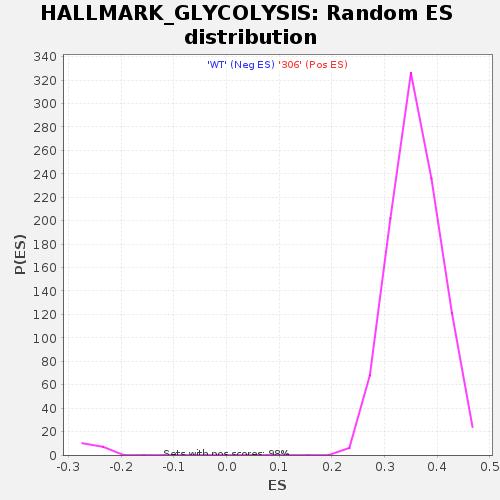 HALLMARK_GLYCOLYSIS: Random ES
distribution
'WT' (Neg ES) '306' (Pos ES)
340
320
300
280
260
240
220
200
180
160
140
120
100
80
60
40
20
0
P(ES)
Sets with pos scores: 98%
-0.3 -0.2 -0.1 0.0 0.1 0.2 0.3 0.4 0.5
ES